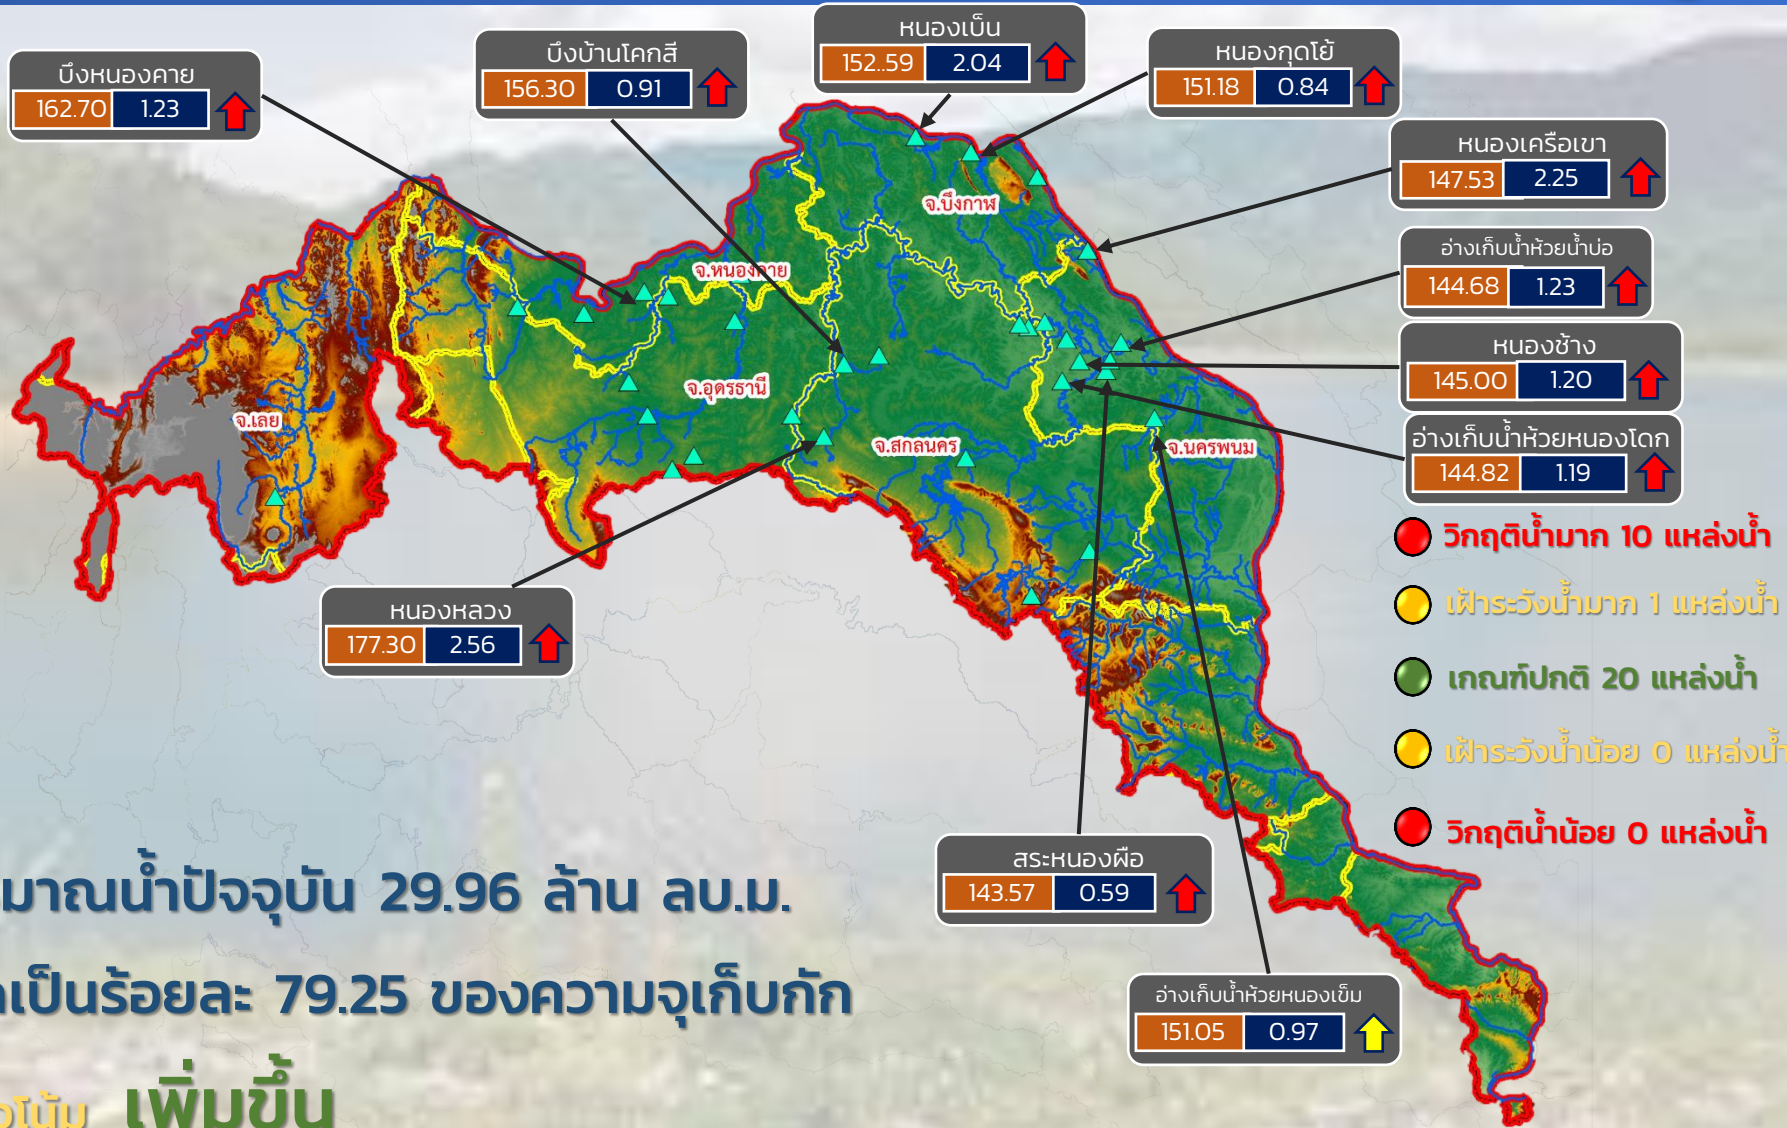 หนองเบ็น
152..59 2.04
บึงบ้านโคกสี
156.30 0.91
หนองกุดโย้
151.18 0.84
บึงหนองคาย
162.70 1.23
หนองเครือเขา
147.53 2.25
จ.บึงกาฬ
อ่างเก็บน้ำห้วยน้ำบ่อ
144.68 1.23
จ.หนองคาย
หนองช้าง
145.00 1.20
จ.อุดรธานี
จ.เลย
จ.สกลนคร
จ.นครพนม
อ่างเก็บน้ำห้วยหนองโดก
144.82 1.19
วิกฤติน้ำมาก 10 แหล่งน้ำ
เฝ้าระวังน้ำมาก 1 แหล่งน้ำ
เกณฑ์ปกติ 20 แหล่งน้ำ
เฝ้าระวังน้ำน้อย 0 แหล่งน้ำ
วิกฤติน้ำน้อย 0 แหล่งน้ำ
หนองหลวง
177.30 2.56
สระหนองผือ
143.57 0.59
มาณน้ำปัจจุบัน 29.96 ล้าน ลบ.ม.
เป็นร้อยละ 79.25 ของความจุเก็บกัก
อ่างเก็บน้ำห้วยหนองเข็ม
151.05 0.97
โน้ม เพิ่มขึ้น